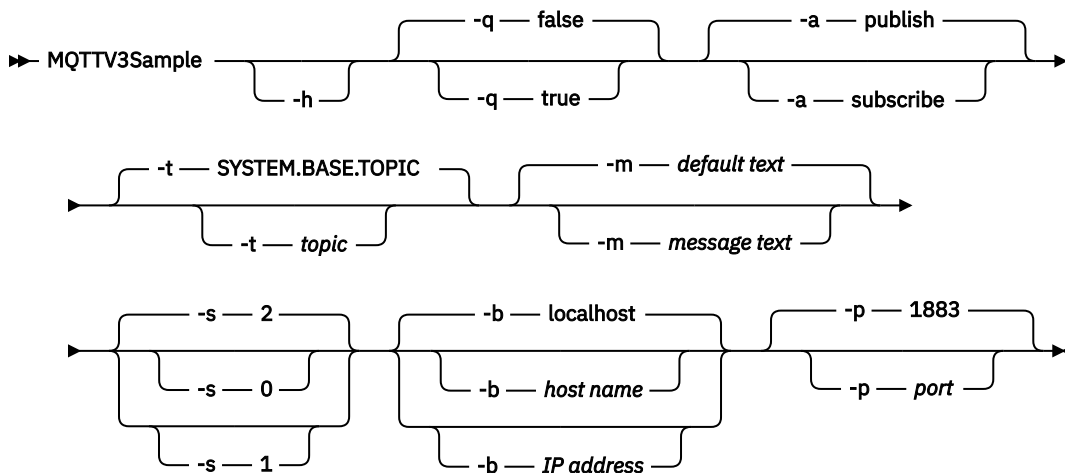 -q false -a publish
MQTTV3Sample
-h -q true -a subscribe
-t SYSTEM.BASE.TOPIC -m default text
-t topic -m message text
-s 2 -b localhost -p 1883
-s 0 -b host name -p port
-s 1 -b IP address